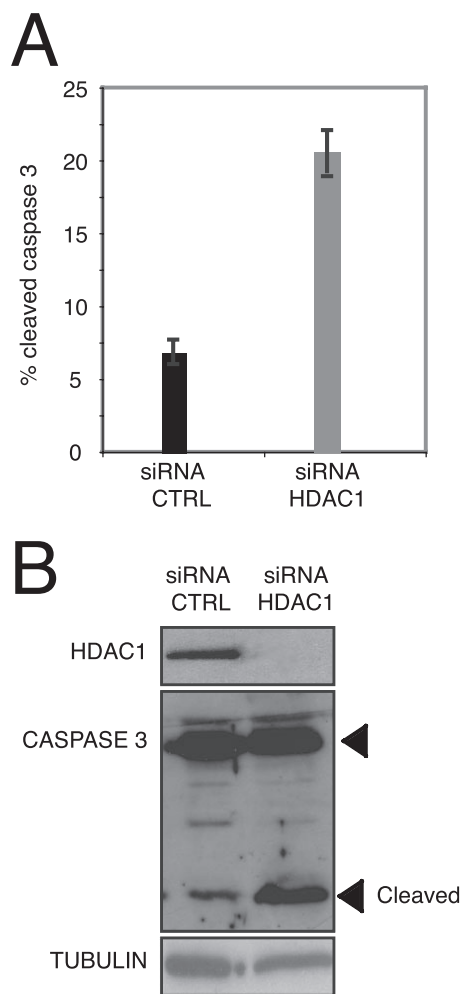 A
25
20
15
10
5
0
% cleaved caspase 3
siRNA
CTRL
siRNA
HDAC1
B
siRNA
CTRL
siRNA
HDAC1
HDAC1
CASPASE 3
Cleaved
TUBULIN